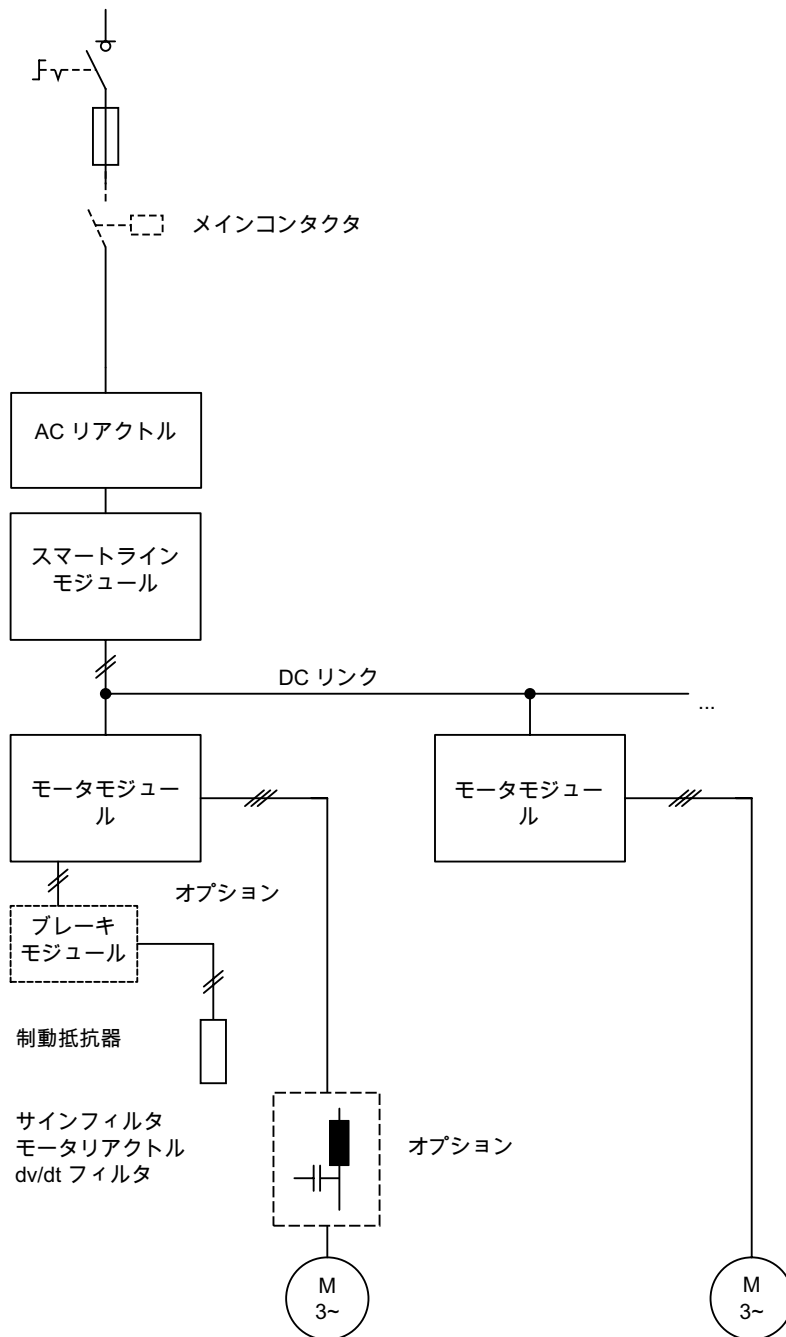 メインコンタクタ
AC リアクトル
スマートライン
モジュール
DC リンク
...
モータモジュー
ル
モータモジュー
ル
オプション
ブレーキ
モジュール
制動抵抗器
サインフィルタ
モータリアクトル
dv/dt フィルタ
オプション
M
3~
M
3~